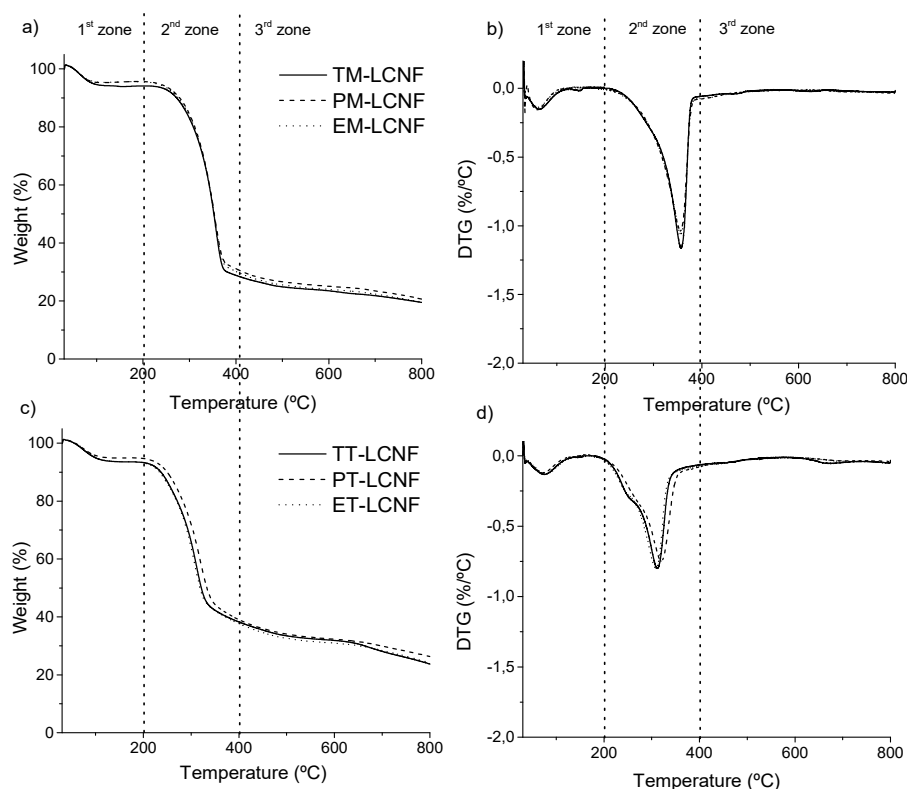 a)
1st zone 2nd zone 3rd zone
100
80
60
40
20
0
Weight (%)
TM-LCNF
PM-LCNF
EM-LCNF
200 400 600 800
Temperature (ºC)
b)
1st zone 2nd zone 3rd zone
0,0
-0,5
-1,0
-1,5
-2,0
DTG (%/ºC)
200 400 600 800
Temperature (ºC)
c)
100
80
60
40
20
0
Weight (%)
TT-LCNF
PT-LCNF
ET-LCNF
200 400 600 800
Temperature (ºC)
d)
0,0
-0,5
-1,0
-1,5
-2,0
DTG (%/ºC)
200 400 600 800
Temperature (ºC)